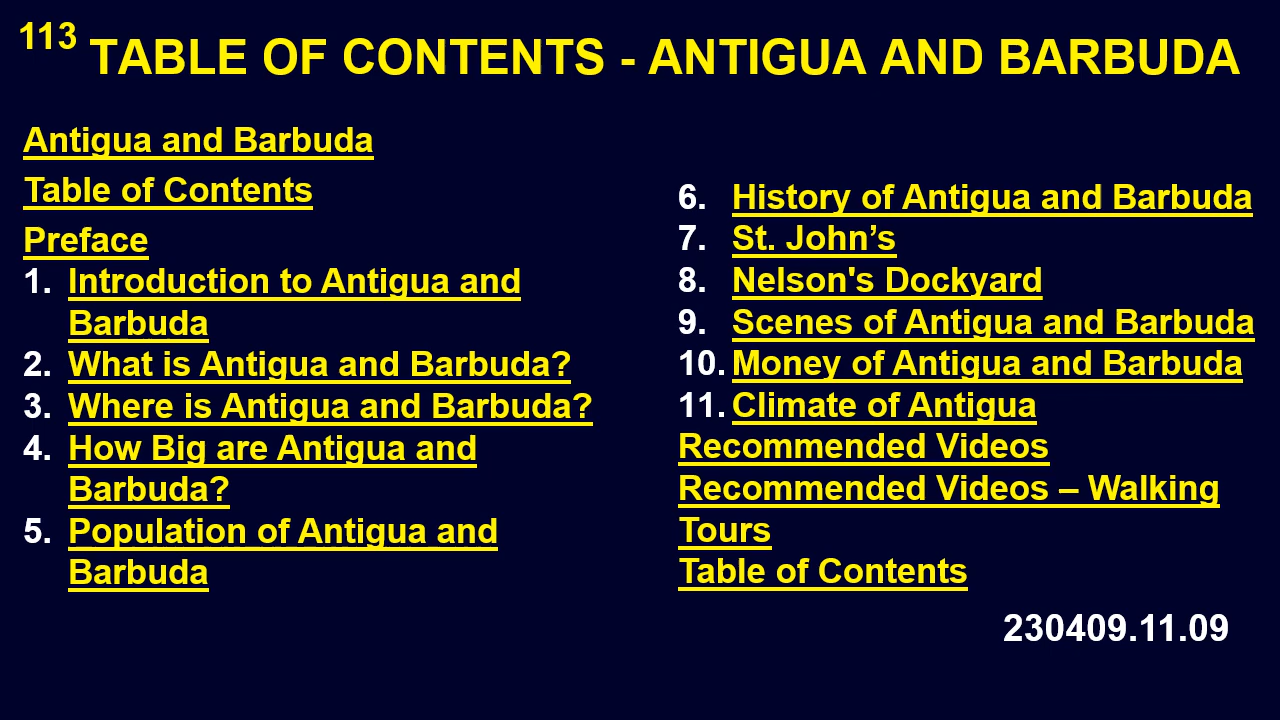 113 TABLE OF CONTENTS - ANTIGUA AND BARBUDA
Antigua and Barbuda
Table of Contents
Preface
1. Introduction to Antigua and
Barbuda
2. What is Antigua and Barbuda?
3. Where is Antigua and Barbuda?
4. How Big are Antigua and
Barbuda?
5. Population of Antigua and
Barbuda
6. History of Antigua and Barbuda
7. St. John’s
8. Nelson's Dockyard
9. Scenes of Antigua and Barbuda
10. Money of Antigua and Barbuda
11. Climate of Antigua
Recommended Videos
Recommended Videos – Walking
Tours
Table of Contents
230409.11.09